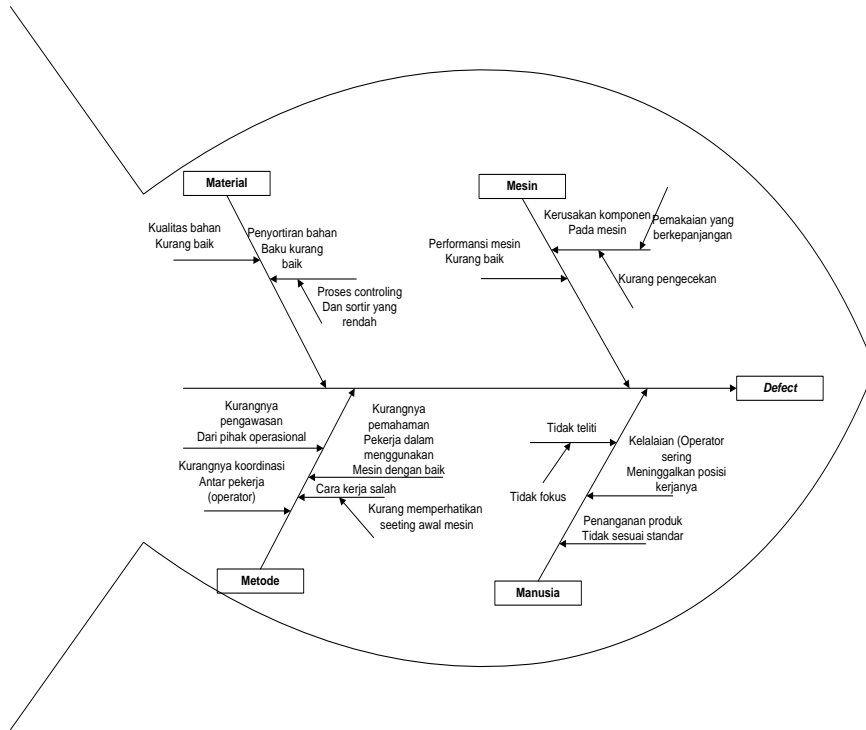 Material
Kualitas bahan
Kurang baik
Penyortiran bahan
Baku kurang
baik
Proses controling
Dan sortir yang
rendah
Mesin
Kerusakan komponen
Pada mesin
Pemakaian yang
berkepanjangan
Performansi mesin
Kurang baik
Kurang pengecekan
Defect
Kurangnya
pengawasan
Dari pihak operasional
Kurangnya
pemahaman
Pekerja dalam
menggunakan
Mesin dengan baik
Kurangnya koordinasi
Antar pekerja
(operator)
Cara kerja salah
Kurang memperhatikan
seeting awal mesin
Metode
Tidak teliti
Tidak fokus
Kelalaian (Operator
sering
Meninggalkan posisi
kerjanya
Penanganan produk
Tidak sesuai standar
Manusia